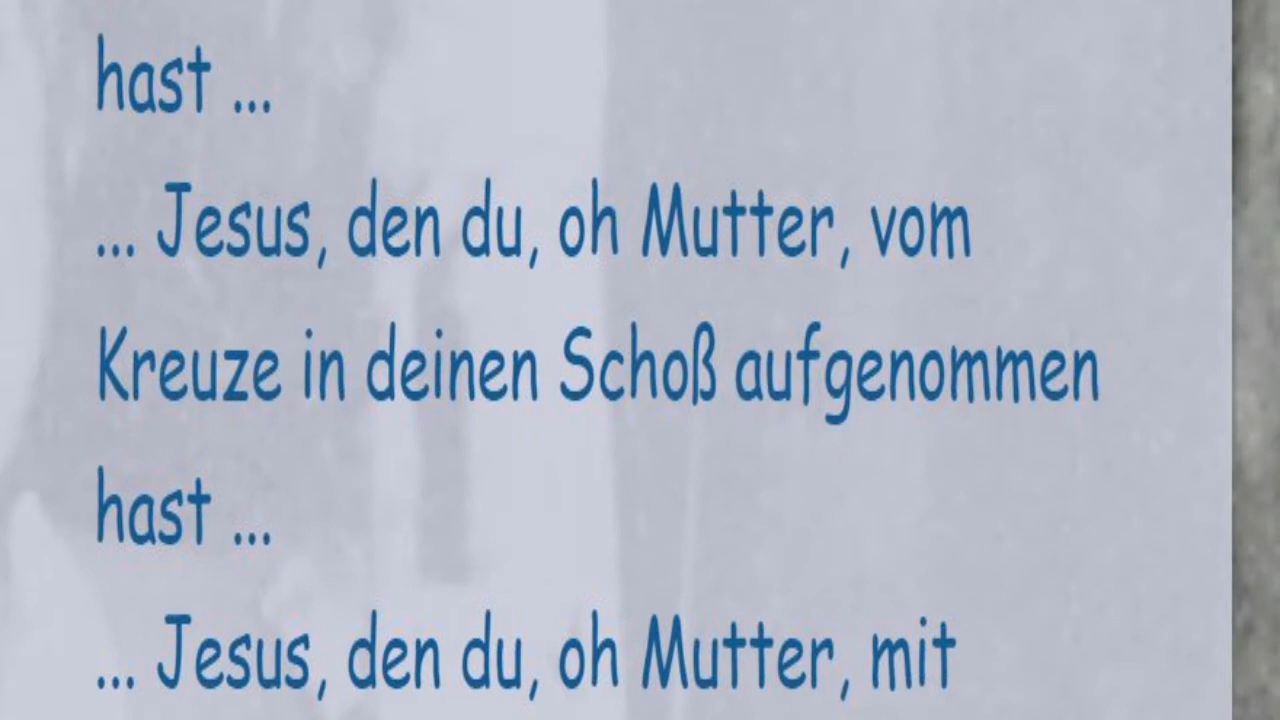 hast ...
... Jesus, den du, oh Mutter, vom
Kreuze in deinen Schoß aufgenommen
hast ...
... Jesus, den du, oh Mutter, mit